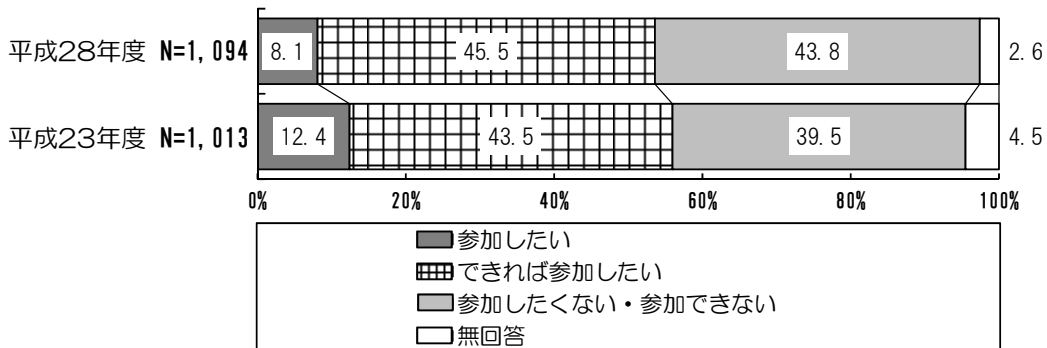 平成28年度 N=1,094 8.1 45.5 43.8 2.6
平成23年度 N=1,013 12.4 43.5 39.5 4.5
0% 20% 40% 60% 80% 100%
参加したい
できれば参加したい
参加したくない・参加できない
無回答